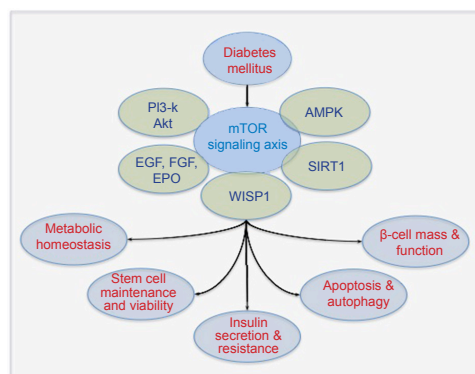 Diabetes
mellitus
PI3-k
Akt
AMPK
mTOR
signaling axis
EGF, FGF,
EPO
SIRT1
WISP1
Metabolic
homeostasis
β-cell mass &
function
Stem cell
maintenance
and viability
Apoptosis &
autophagy
Insulin
secretion &
resistance